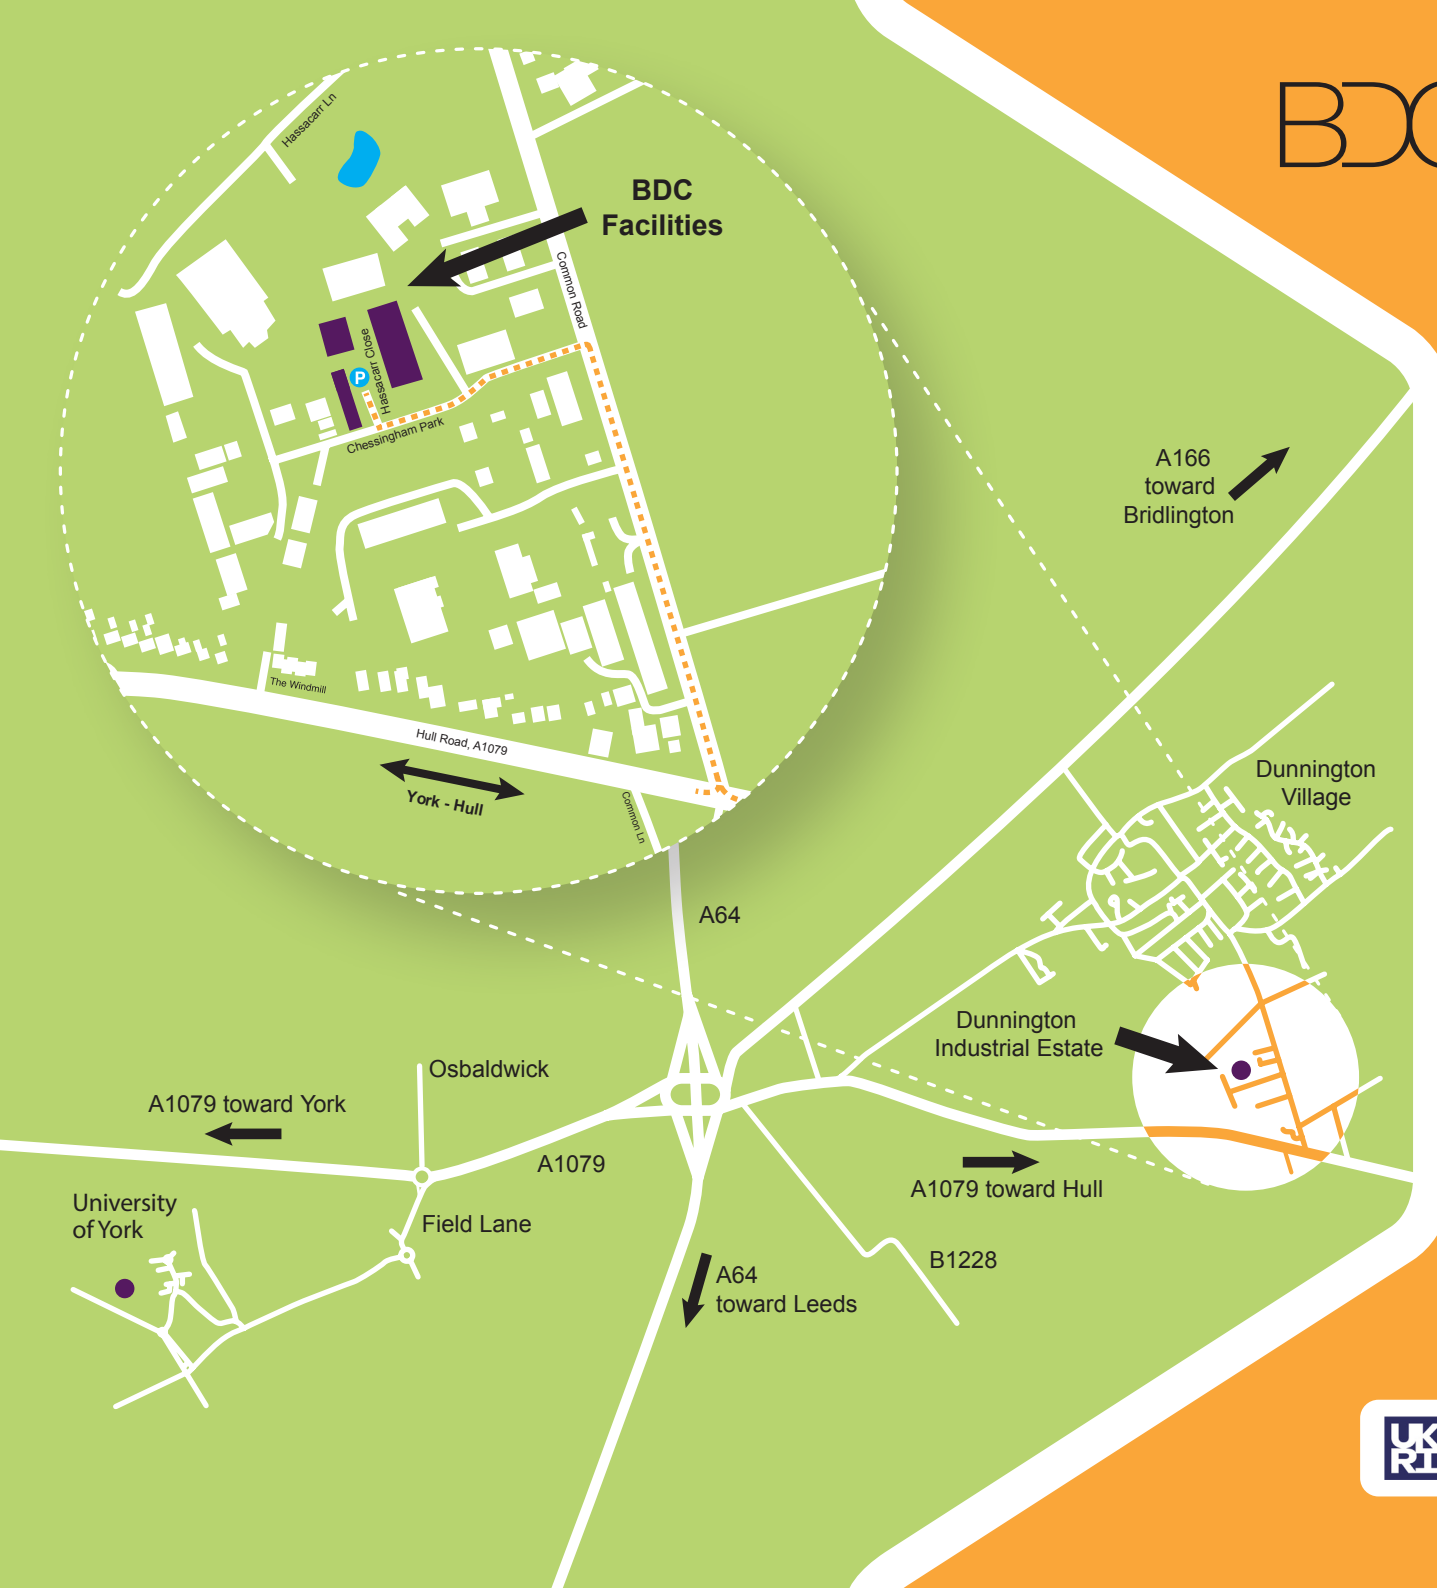 BDC
Hassacarr Ln
BDC
Facilities
Common Road
Hassacarr Close
P
Chessingham Park
The Windmill
Hull Road, A1079
York - Hull
Common Ln
A166
toward
Bridlington
Dunnington
Village
A64
Dunnington
Industrial Estate
Osbaldwick
A1079 toward York
A1079
A1079 toward Hull
University
of York
Field Lane
B1228
A64
toward Leeds
UK
RI